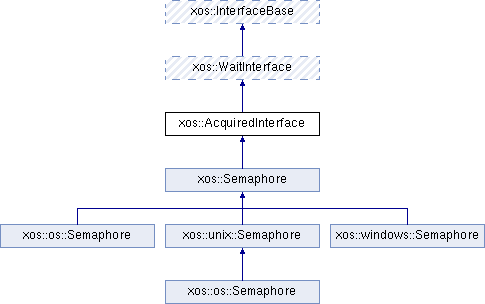 xos::InterfaceBase
xos::WaitInterface
xos::AcquiredInterface
xos::Semaphore
xos::os::Semaphore
xos::unix::Semaphore
xos::windows::Semaphore
xos::os::Semaphore